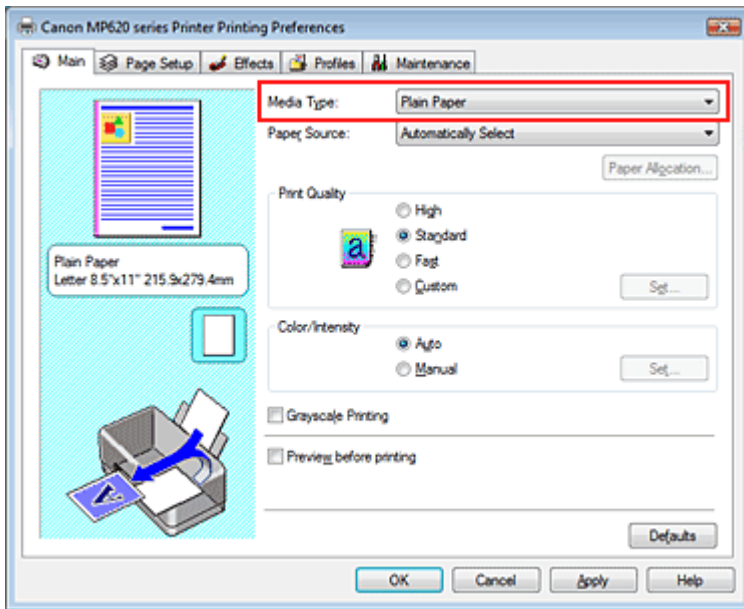 Canon MP620 series Printer Printing Preferences
Main Page Setup Effects Profiles Maintenance
Media Type: Plain Paper
Paper Source: Automatically Select
Paper Allocation...
Print Quality
High
a Standard
Plain Paper Fast
Letter 8.5"x11" 215.9x279.4mm Custom Set...
Color/Intensity
Auto
Manual Set...
Grayscale Printing
Preview before printing
A
Defaults
OK Cancel Apply Help